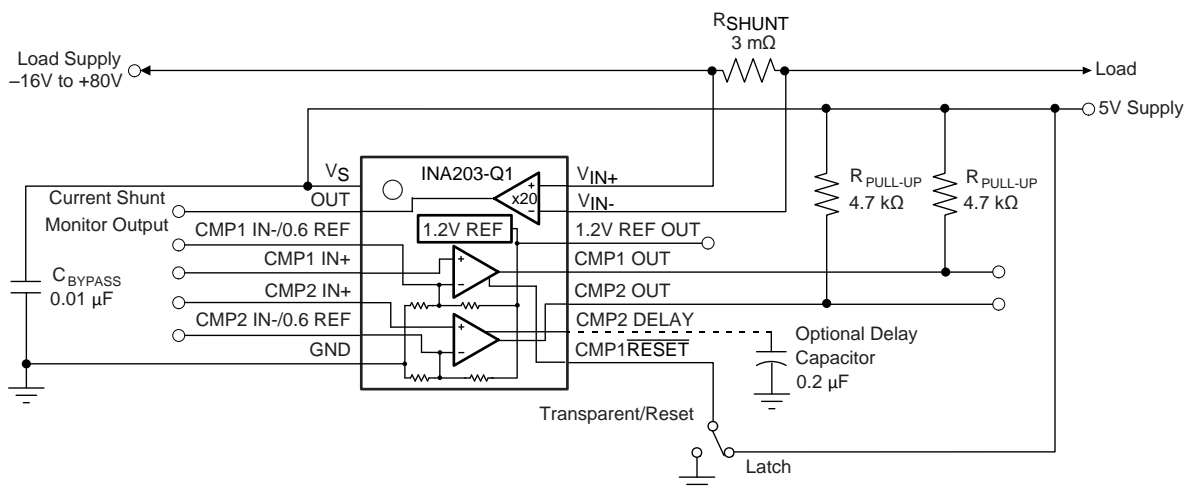 RSHUNT
3 mΩ
Load Supply
–16V to +80V
Load
5V Supply
VS
INA203-Q1
VIN+
RPULL-UP
4.7 kΩ
RPULL-UP
4.7 kΩ
Current Shunt
Monitor Output
OUT
x20
VIN-
CMP1 IN-/0.6 REF
1.2V REF
1.2V REF OUT
CMP1 IN+
CMP1 OUT
CBYPASS
0.01 µF
CMP2 IN+
CMP2 OUT
CMP2 IN-/0.6 REF
CMP2 DELAY
Optional Delay
Capacitor
0.2 µF
GND
CMP1 RESET
Transparent/Reset
Latch